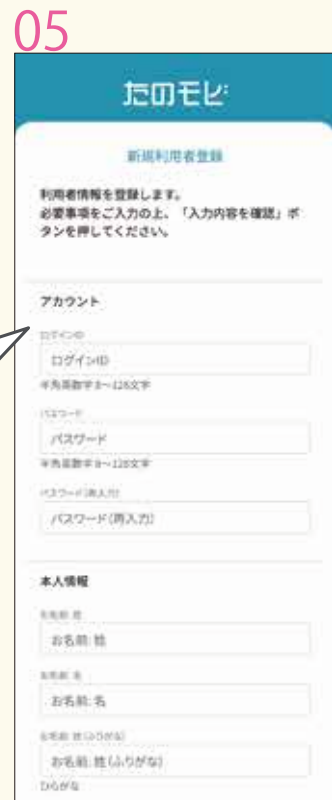 05
たのモビ
新規利用者登録
利用者情報を登録します。
必要事項をご入力の上、「入力内容を確認」ボ
タンを押してください。
アカウント
ログインID
ログインID
半角英数字8〜128文字
パスワード
パスワード
半角英数字8〜128文字
パスワード(再入力)
パスワード(再入力)
本人情報
お名前: 姓
お名前: 姓
お名前: 名
お名前: 名
お名前: 姓(ふりがな)
お名前: 姓(ふりがな)
ひらがな